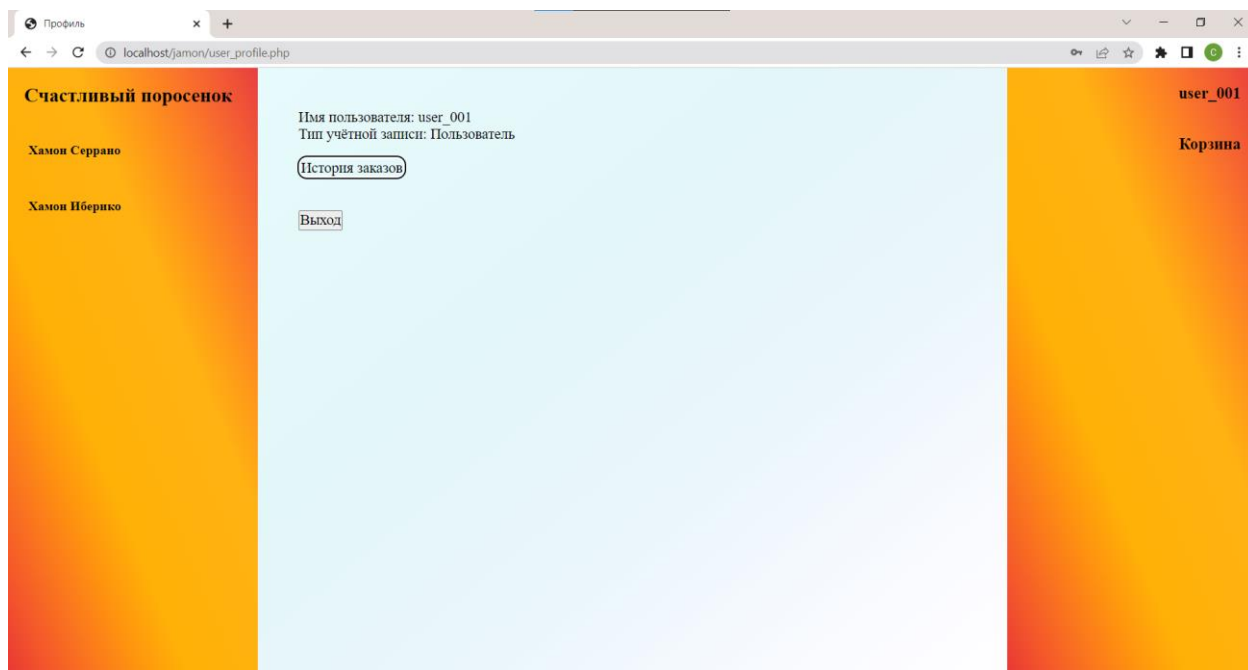 Профиль
localhost/jamon/user_profile.php
C
Счастливый поросенок
Хамон Серрано
Хамон Иберико
Имя пользователя: user_001
Тип учётной записи: Пользователь
История заказов
Выход
user_001
Корзина